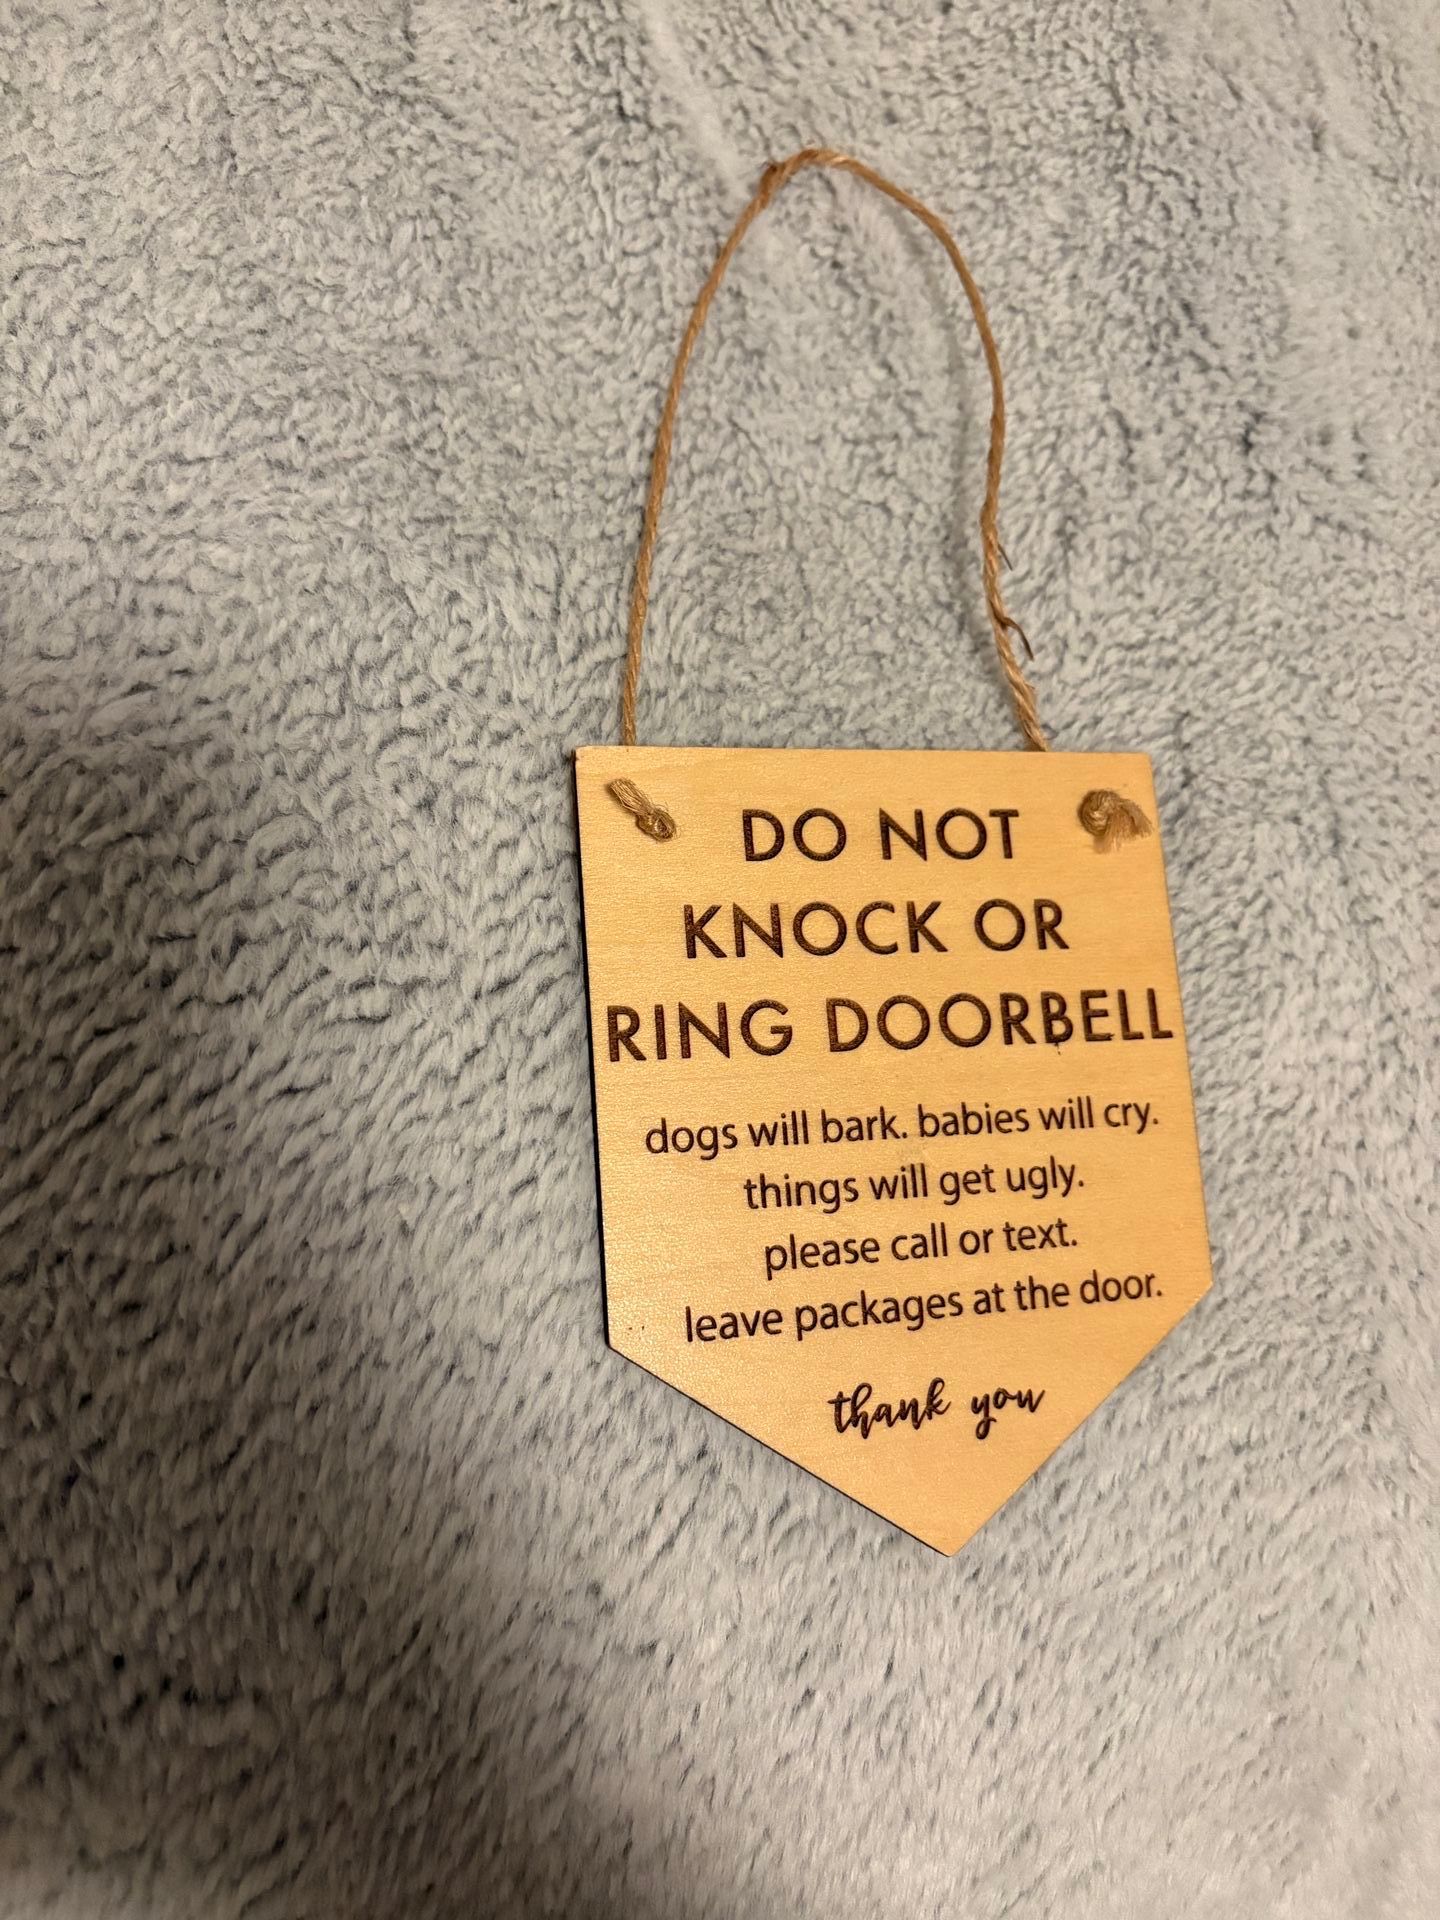 DO NOT
KNOCK OR
RING DOORBELL
dogs will bark. babies will cry.
things will get ugly.
please call or text.
leave packages at the door.
thank you